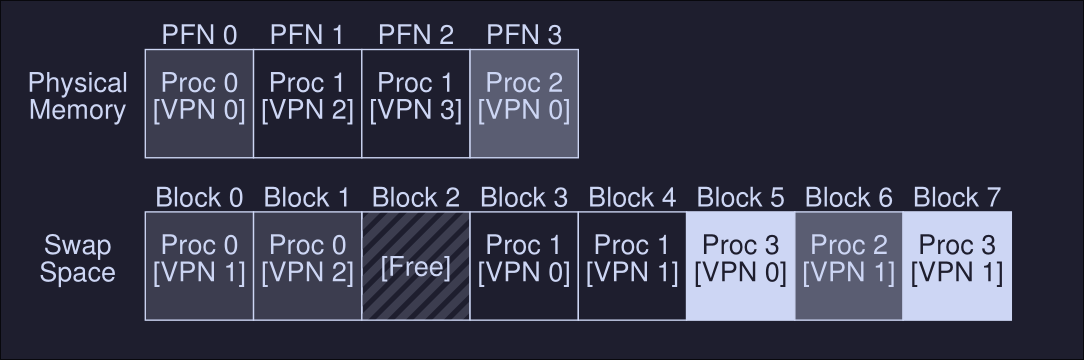 PFN 0 PFN 1 PFN 2 PFN 3
Physical Memory
Proc 0 [VPN 0]
Proc 1 [VPN 2]
Proc 1 [VPN 3]
Proc 2 [VPN 0]
Block 0 Block 1 Block 2 Block 3 Block 4 Block 5 Block 6 Block 7
Swap Space
Proc 0 [VPN 1]
Proc 0 [VPN 2]
[Free]
Proc 1 [VPN 0]
Proc 1 [VPN 1]
Proc 3 [VPN 0]
Proc 2 [VPN 1]
Proc 3 [VPN 1]